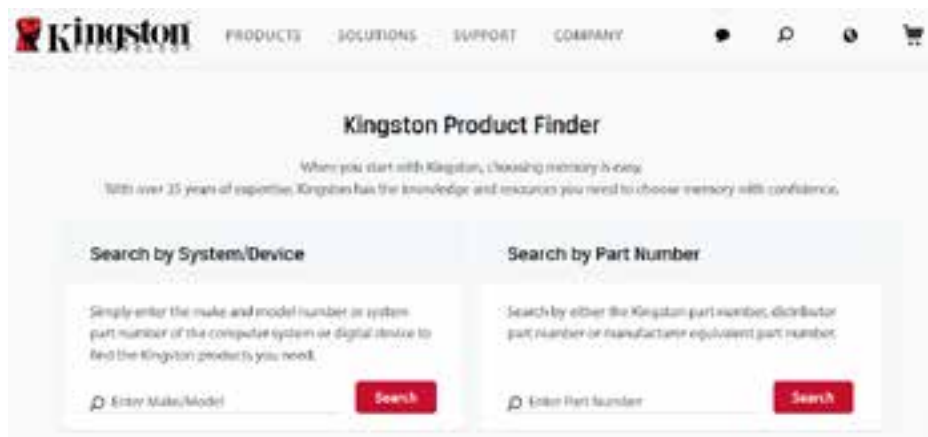 Kingston
TECHNOLOGY
PRODUCTS SOLUTIONS SUPPORT COMPANY
Kingston Product Finder
When you start with Kingston, choosing memory is easy.
With over 35 years of expertise, Kingston has the knowledge and resources you need to choose memory with confidence.
Search by System/Device
Simply enter the make and model number or system
part number of the computer system or digital device to
find the Kingston products you need.
Enter Make/Model
Search
Search by Part Number
Search by either the Kingston part number, distributor
part number or manufacturer equivalent part number.
Enter Part Number
Search